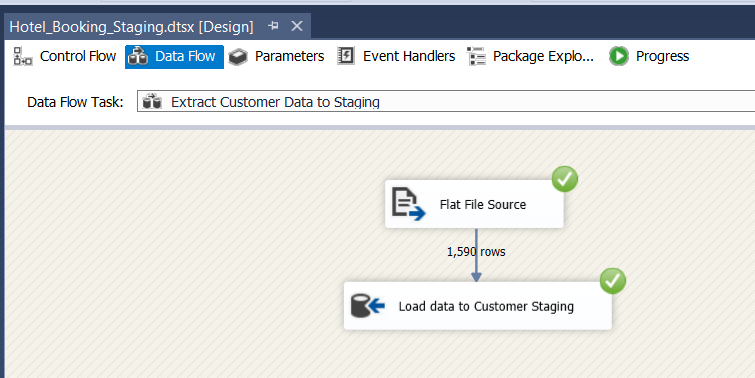 Hotel_Booking_Staging.dtsx [Design]
Control Flow Data Flow Parameters Event Handlers Package Explo... Progress
Data Flow Task: Extract Customer Data to Staging
Flat File Source
1,590 rows
Load data to Customer Staging